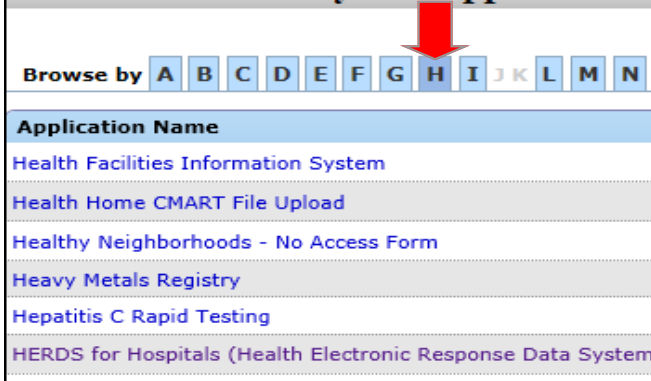 Browse by A B C D E F G H I J K L M N
Application Name
Health Facilities Information System
Health Home CMART File Upload
Healthy Neighborhoods - No Access Form
Heavy Metals Registry
Hepatitis C Rapid Testing
HERDS for Hospitals (Health Electronic Response Data System